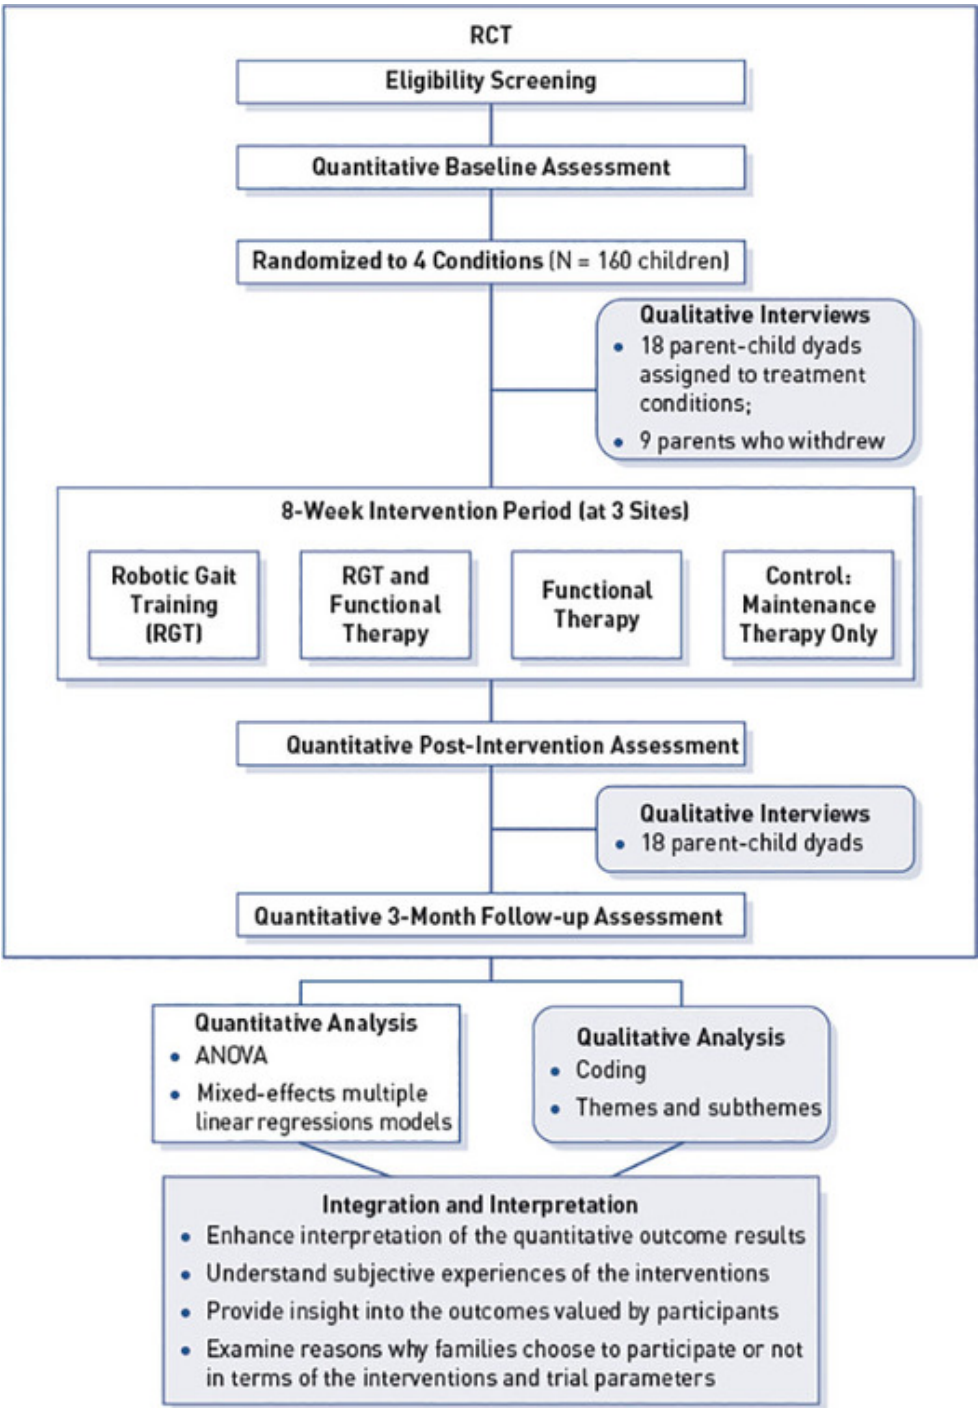 RCT
Eligibility Screening
Quantitative Baseline Assessment
Randomized to 4 Conditions (N = 160 children)
Qualitative Interviews
• 18 parent-child dyads
assigned to treatment
conditions;
• 9 parents who withdrew
8-Week Intervention Period (at 3 Sites)
Robotic Gait
Training
(RGT)
RGT and
Functional
Therapy
Functional
Therapy
Control:
Maintenance
Therapy Only
Quantitative Post-Intervention Assessment
Qualitative Interviews
• 18 parent-child dyads
Quantitative 3-Month Follow-up Assessment
Quantitative Analysis
• ANOVA
• Mixed-effects multiple
linear regressions models
Qualitative Analysis
• Coding
• Themes and subthemes
Integration and Interpretation
• Enhance interpretation of the quantitative outcome results
• Understand subjective experiences of the interventions
• Provide insight into the outcomes valued by participants
• Examine reasons why families choose to participate or not
in terms of the interventions and trial parameters